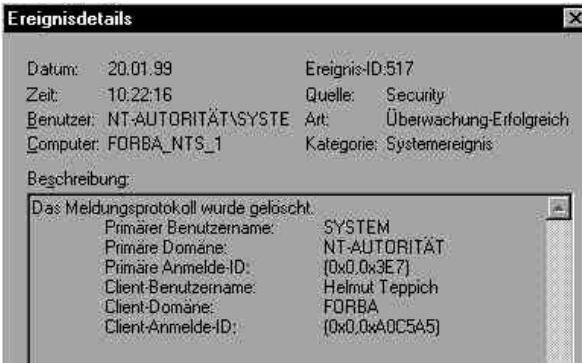 Ereignisdetails
Datum: 20.01.99 Ereignis-ID:517
Zeit: 10:22:16 Quelle: Security
Benutzer: NT-AUTORITÄT\SYSTE Art: Überwachung-Erfolgreich
Computer: FORBA_NTS_1 Kategorie: Systemereignis
Beschreibung:
Das Meldungsprotokoll wurde gelöscht.
Primärer Benutzername: SYSTEM
Primäre Domäne: NT-AUTORITÄT
Primäre Anmelde-ID: (0x0,0x3E7)
Client-Benutzername: Helmut Teppich
Client-Domäne: FORBA
Client-Anmelde-ID: (0x0,0xA0C5A5)